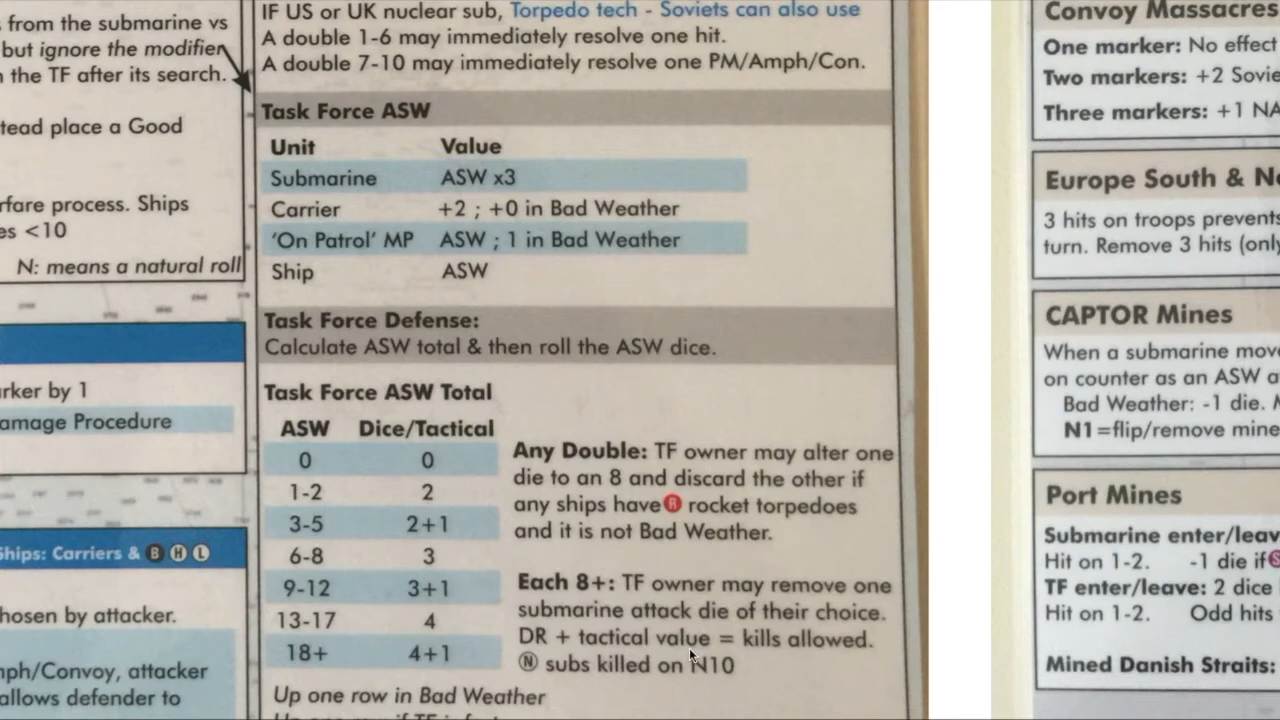 from the submarine vs
but ignore the modifier
the TF after its search.
tead place a Good
rfare process. Ships
es <10
N: means a natural roll
rker by 1
amage Procedure
Ships: Carriers & B H L
hosen by attacker.
mph/Convoy, attacker
allows defender to
IF US or UK nuclear sub, Torpedo tech - Soviets can also use
A double 1-6 may immediately resolve one hit.
A double 7-10 may immediately resolve one PM/Amph/Con.
Task Force ASW
Unit Value
Submarine ASW x3
Carrier +2 ; +0 in Bad Weather
'On Patrol' MP ASW ; 1 in Bad Weather
Ship ASW
Task Force Defense:
Calculate ASW total & then roll the ASW dice.
Task Force ASW Total
ASW Dice/Tactical
0 0
1-2 2
3-5 2+1
6-8 3
9-12 3+1
13-17 4
18+ 4+1
Any Double: TF owner may alter one
die to an 8 and discard the other if
any ships have R rocket torpedoes
and it is not Bad Weather.
Each 8+: TF owner may remove one
submarine attack die of their choice.
DR + tactical value = kills allowed.
N subs killed on N10
Up one row in Bad Weather
Convoy Massacres
One marker: No effect
Two markers: +2 Sovie
Three markers: +1 NA
Europe South & No
3 hits on troops prevents
turn. Remove 3 hits (only
CAPTOR Mines
When a submarine move
on counter as an ASW a
Bad Weather: -1 die.
N1=flip/remove mine
Port Mines
Submarine enter/leav
Hit on 1-2. -1 die if S
TF enter/leave: 2 dice
Hit on 1-2. Odd hits
Mined Danish Straits: